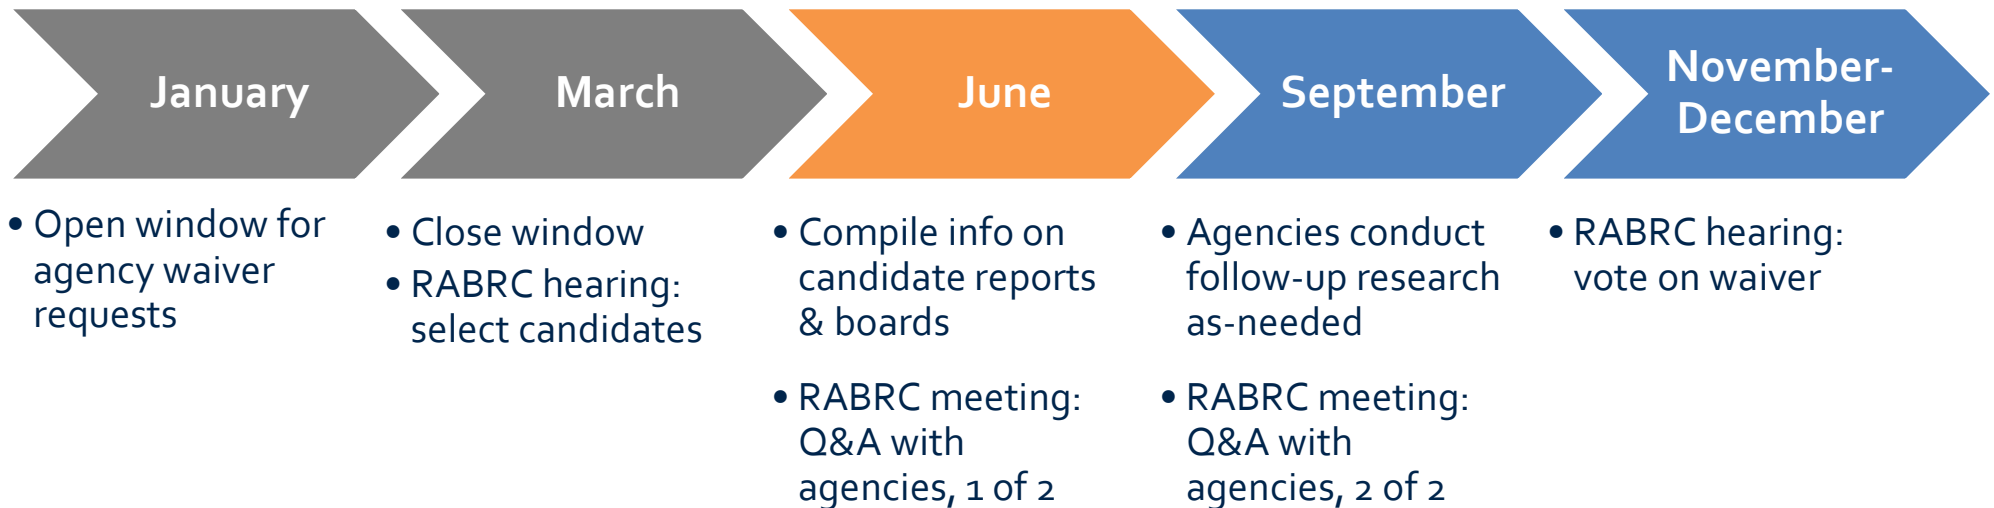 January
• Open window for
agency waiver
requests
March
• Close window
• RABRC hearing:
select candidates
June
• Compile info on
candidate reports
& boards
• RABRC meeting:
Q&A with
agencies, 1 of 2
September
• Agencies conduct
follow-up research
as-needed
• RABRC meeting:
Q&A with
agencies, 2 of 2
November-
December
• RABRC hearing:
vote on waiver